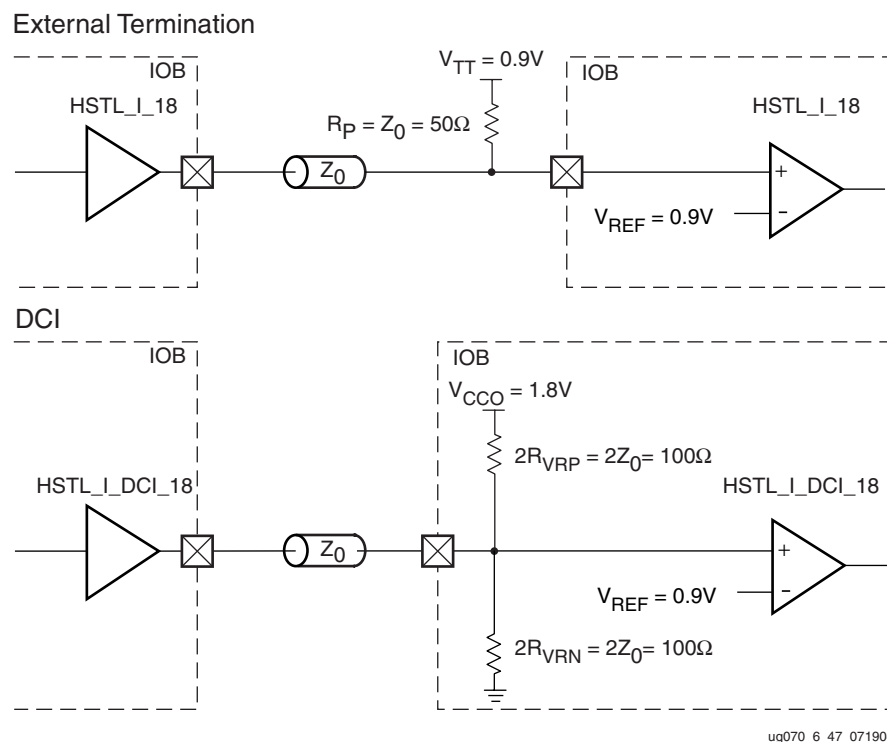 External Termination
IOB
HSTL_I_18
V_TT = 0.9V
R_P = Z_0 = 50Ω
Z_0
IOB
HSTL_I_18
+
-
V_REF = 0.9V
DCI
IOB
HSTL_I_DCI_18
Z_0
IOB
V_CCO = 1.8V
2R_VRP = 2Z_0= 100Ω
HSTL_I_DCI_18
+
-
V_REF = 0.9V
2R_VRN = 2Z_0= 100Ω
ug070_6_47_07190